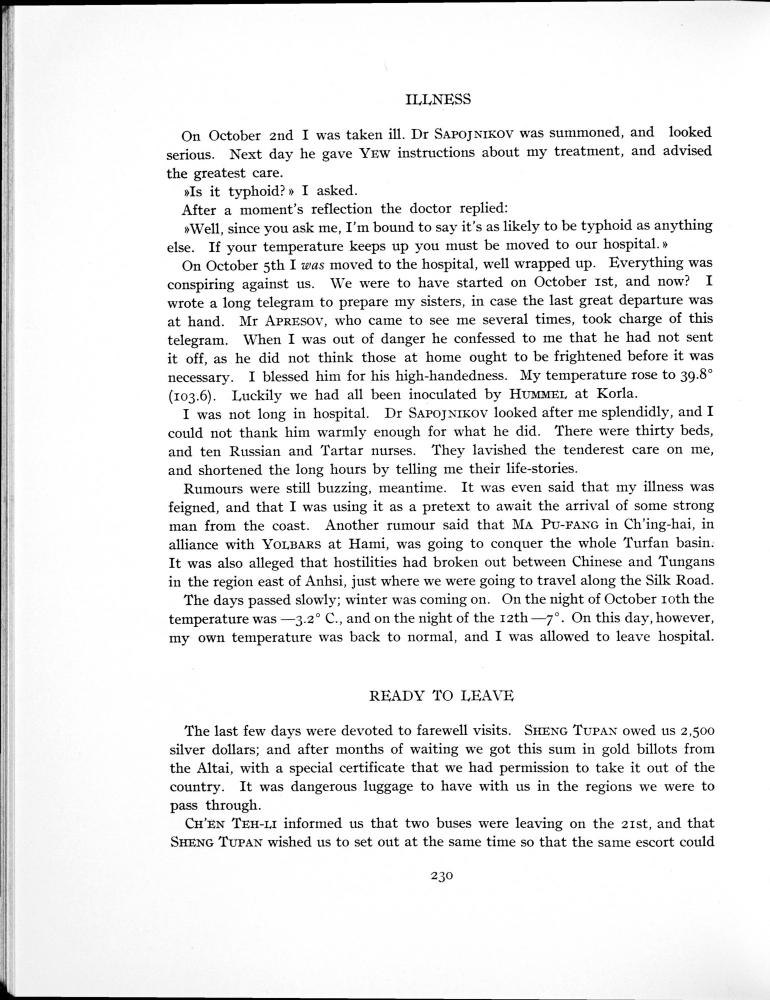 ILLNESS
On October 2nd I was taken ill. Dr SAPOJNIKOV was summoned, and looked
serious. Next day he gave YEW instructions about my treatment, and advised
the greatest care.
»Is it typhoid?» I asked.
After a moment's reflection the doctor replied:
»Well, since you ask me, I'm bound to say it's as likely to be typhoid as anything
else. If your temperature keeps up you must be moved to our hospital.»
On October 5th I was moved to the hospital, well wrapped up. Everything was
conspiring against us. We were to have started on October 1st, and now? I
wrote a long telegram to prepare my sisters, in case the last great departure was
at hand. Mr APRESOV, who came to see me several times, took charge of this
telegram. When I was out of danger he confessed to me that he had not sent
it off, as he did not think those at home ought to be frightened before it was
necessary. I blessed him for his high-handedness. My temperature rose to 39.8°
(103.6). Luckily we had all been inoculated by HUMMEL at Korla.
I was not long in hospital. Dr SAPOJNIKOV looked after me splendidly, and I
could not thank him warmly enough for what he did. There were thirty beds,
and ten Russian and Tartar nurses. They lavished the tenderest care on me,
and shortened the long hours by telling me their life-stories.
Rumours were still buzzing, meantime. It was even said that my illness was
feigned, and that I was using it as a pretext to await the arrival of some strong
man from the coast. Another rumour said that MA PU-FANG in Ch'ing-hai, in
alliance with YOLBARS at Hami, was going to conquer the whole Turfan basin.
It was also alleged that hostilities had broken out between Chinese and Tungans
in the region east of Anhsi, just where we were going to travel along the Silk Road.
The days passed slowly; winter was coming on. On the night of October 10th the
temperature was —3.2° C., and on the night of the 12th —7°. On this day, however,
my own temperature was back to normal, and I was allowed to leave hospital.
READY TO LEAVE
The last few days were devoted to farewell visits. SHENG TUPAN owed us 2,500
silver dollars; and after months of waiting we got this sum in gold billots from
the Altai, with a special certificate that we had permission to take it out of the
country. It was dangerous luggage to have with us in the regions we were to
pass through.
CH'EN TEH-LI informed us that two buses were leaving on the 21st, and that
SHENG TUPAN wished us to set out at the same time so that the same escort could
230